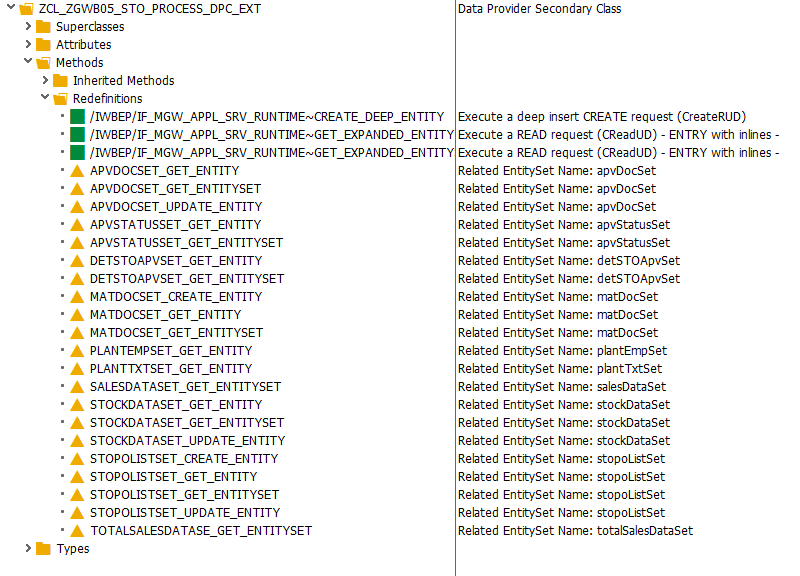 ZCL_ZGWB05_STO_PROCESS_DPC_EXT Data Provider Secondary Class
Superclasses
Attributes
Methods
Inherited Methods
Redefinitions
/IWBEP/IF_MGW_APPL_SRV_RUNTIME~CREATE_DEEP_ENTITY Execute a deep insert CREATE request (CreateRUD)
/IWBEP/IF_MGW_APPL_SRV_RUNTIME~GET_EXPANDED_ENTITY Execute a READ request (CReadUD) - ENTRY with inlines -
/IWBEP/IF_MGW_APPL_SRV_RUNTIME~GET_EXPANDED_ENTITY Execute a READ request (CReadUD) - ENTRY with inlines -
APVDOCSET_GET_ENTITY Related EntitySet Name: apvDocSet
APVDOCSET_GET_ENTITYSET Related EntitySet Name: apvDocSet
APVDOCSET_UPDATE_ENTITY Related EntitySet Name: apvDocSet
APVSTATUSSET_GET_ENTITY Related EntitySet Name: apvStatusSet
APVSTATUSSET_GET_ENTITYSET Related EntitySet Name: apvStatusSet
DETSTOAPVSET_GET_ENTITY Related EntitySet Name: detSTOApvSet
DETSTOAPVSET_GET_ENTITYSET Related EntitySet Name: detSTOApvSet
MATDOCSET_CREATE_ENTITY Related EntitySet Name: matDocSet
MATDOCSET_GET_ENTITY Related EntitySet Name: matDocSet
MATDOCSET_GET_ENTITYSET Related EntitySet Name: matDocSet
PLANTEMPSET_GET_ENTITY Related EntitySet Name: plantEmpSet
PLANTTXTSET_GET_ENTITY Related EntitySet Name: plantTxtSet
SALESDATASET_GET_ENTITYSET Related EntitySet Name: salesDataSet
STOCKDATASET_GET_ENTITY Related EntitySet Name: stockDataSet
STOCKDATASET_GET_ENTITYSET Related EntitySet Name: stockDataSet
STOCKDATASET_UPDATE_ENTITY Related EntitySet Name: stockDataSet
STOPOLISTSET_CREATE_ENTITY Related EntitySet Name: stopoListSet
STOPOLISTSET_GET_ENTITY Related EntitySet Name: stopoListSet
STOPOLISTSET_GET_ENTITYSET Related EntitySet Name: stopoListSet
STOPOLISTSET_UPDATE_ENTITY Related EntitySet Name: stopoListSet
TOTALSALESDATASE_GET_ENTITYSET Related EntitySet Name: totalSalesDataSet
Types